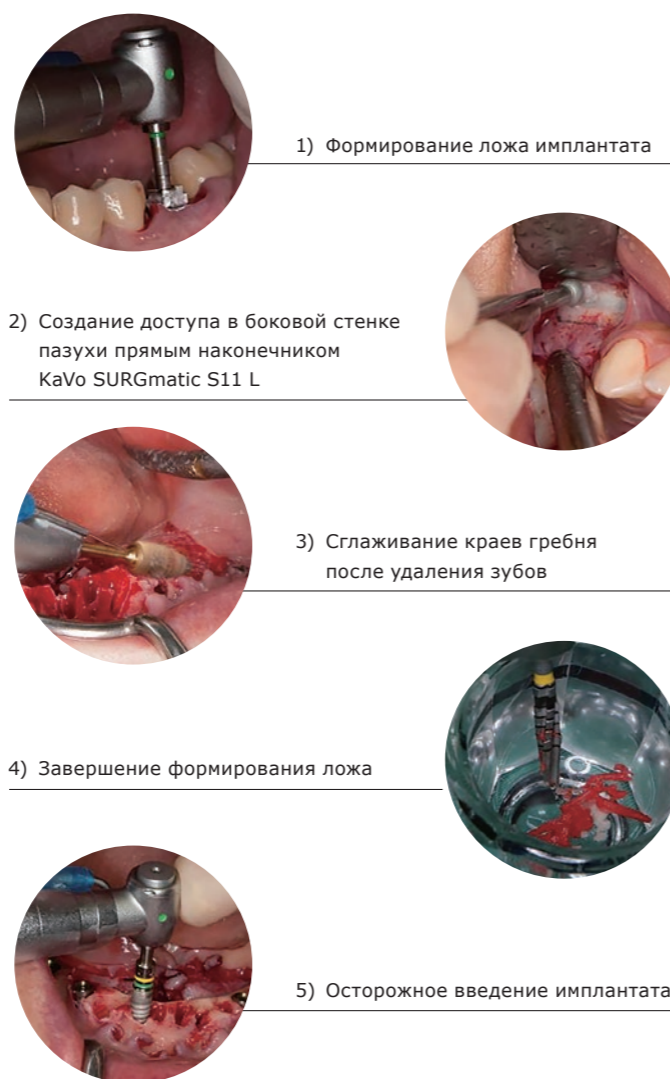 1) Формирование ложа имплантата
2) Создание доступа в боковой стенке
пазухи прямым наконечником
KaVo SURGmatic S11 L
3) Сглаживание краев гребня
после удаления зубов
4) Завершение формирования ложа
5) Осторожное введение имплантата